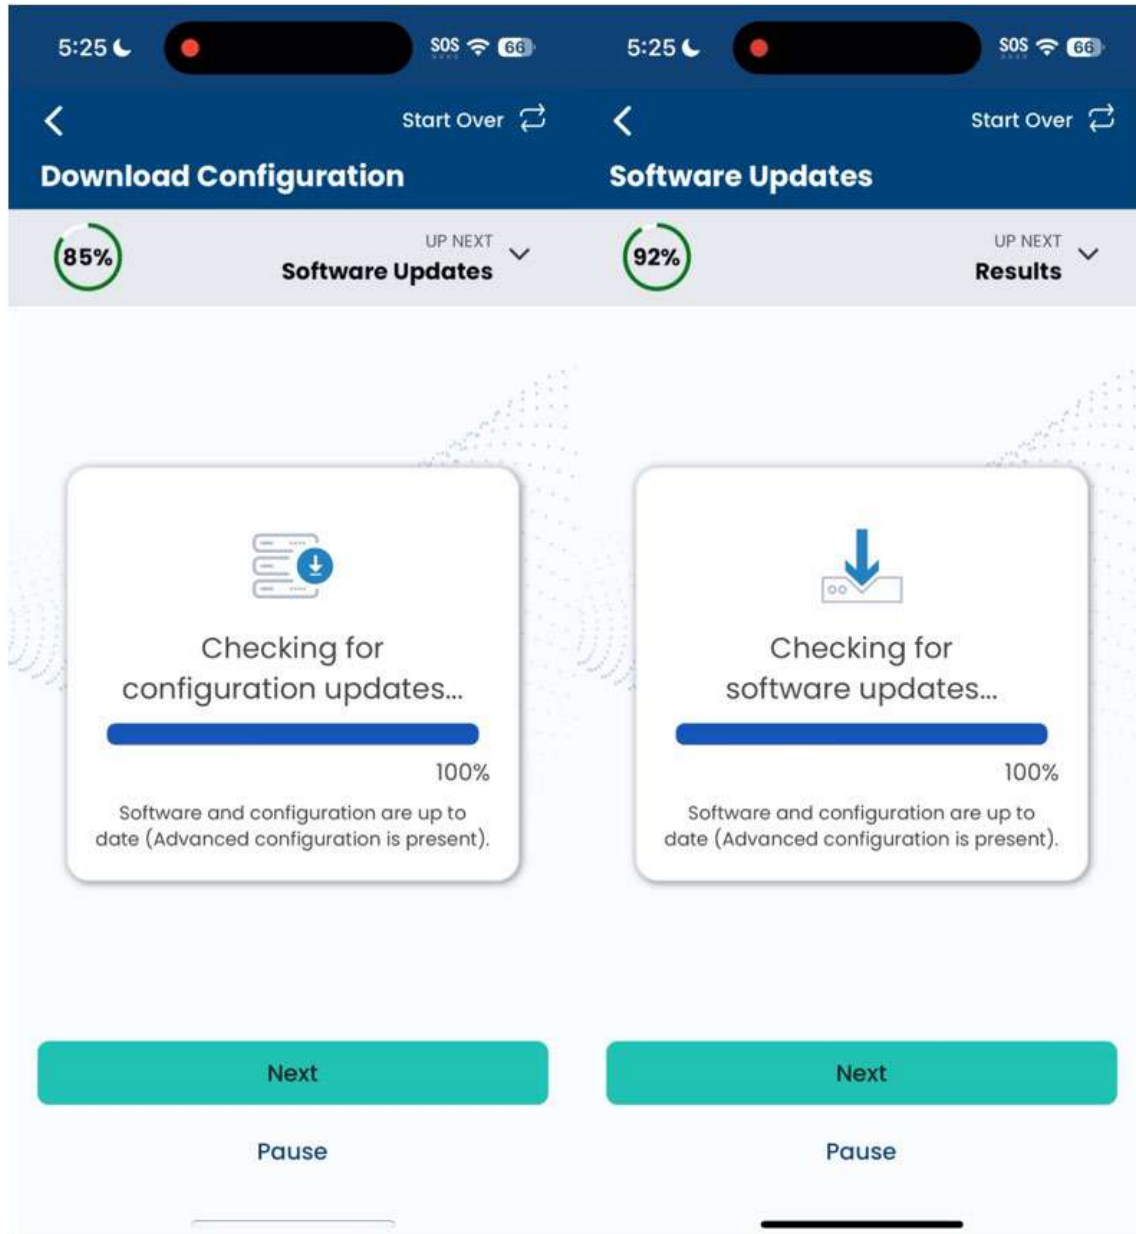 5:25
SOS
66
Start Over
Download Configuration
85%
UP NEXT
Software Updates
Checking for
configuration updates...
100%
Software and configuration are up to
date (Advanced configuration is present).
Next
Pause
5:25
SOS
66
Start Over
Software Updates
92%
UP NEXT
Results
Checking for
software updates...
100%
Software and configuration are up to
date (Advanced configuration is present).
Next
Pause